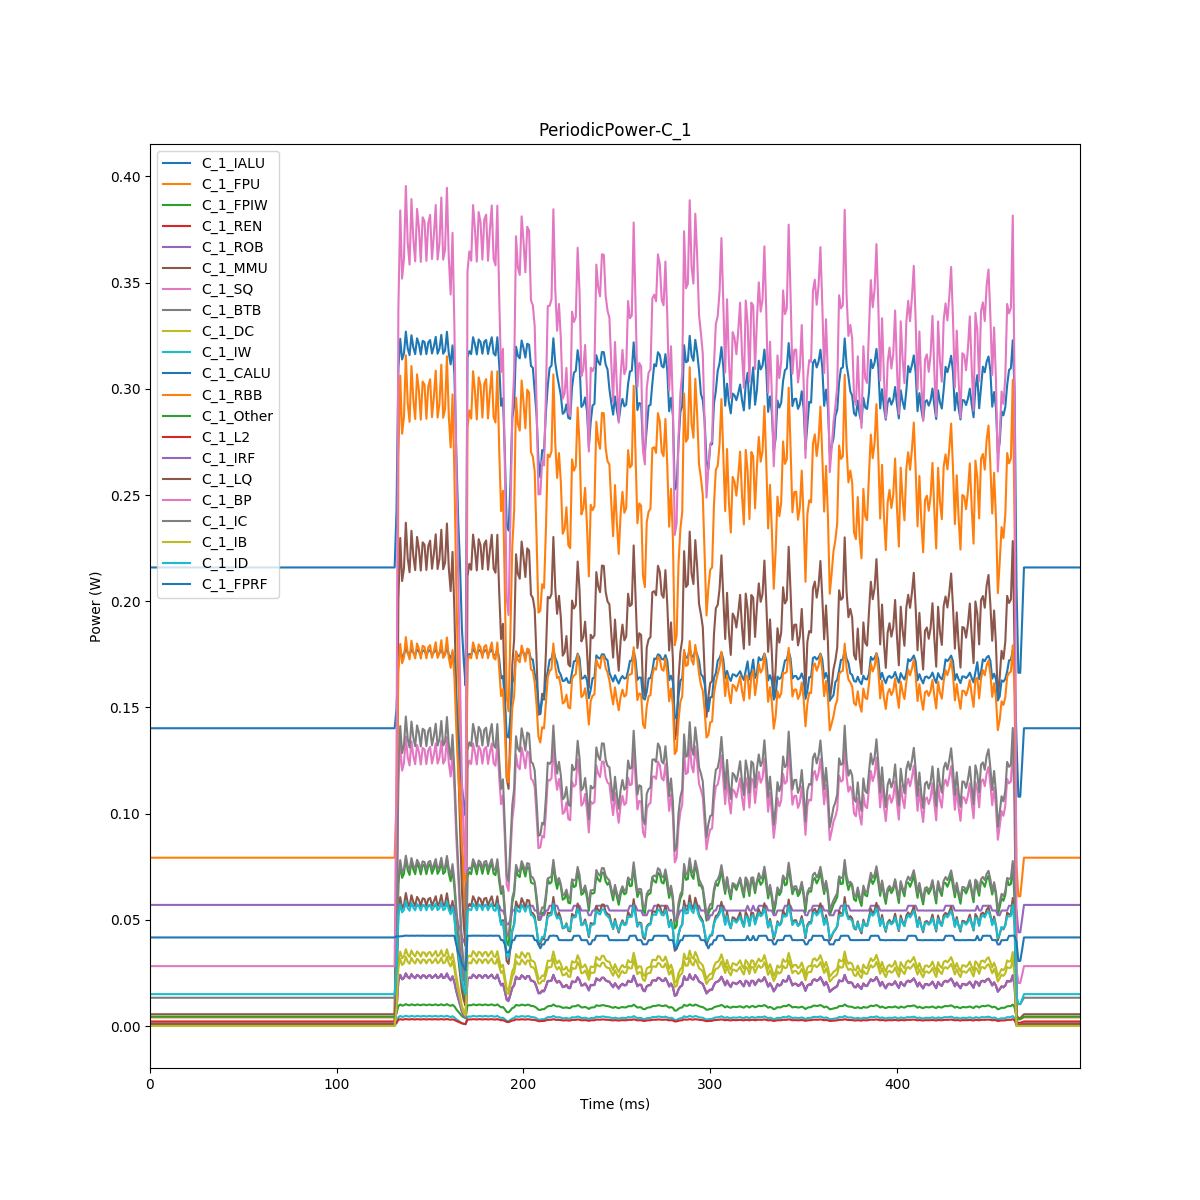 PeriodicPower-C_1
0.40
0.35
0.30
0.25
0.20
0.15
0.10
0.05
0.00
Power (W)
C_1_IALU
C_1_FPU
C_1_FPIW
C_1_REN
C_1_ROB
C_1_MMU
C_1_SQ
C_1_BTB
C_1_DC
C_1_IW
C_1_CALU
C_1_RBB
C_1_Other
C_1_L2
C_1_IRF
C_1_LQ
C_1_BP
C_1_IC
C_1_IB
C_1_ID
C_1_FPRF
0 100 200 300 400
Time (ms)